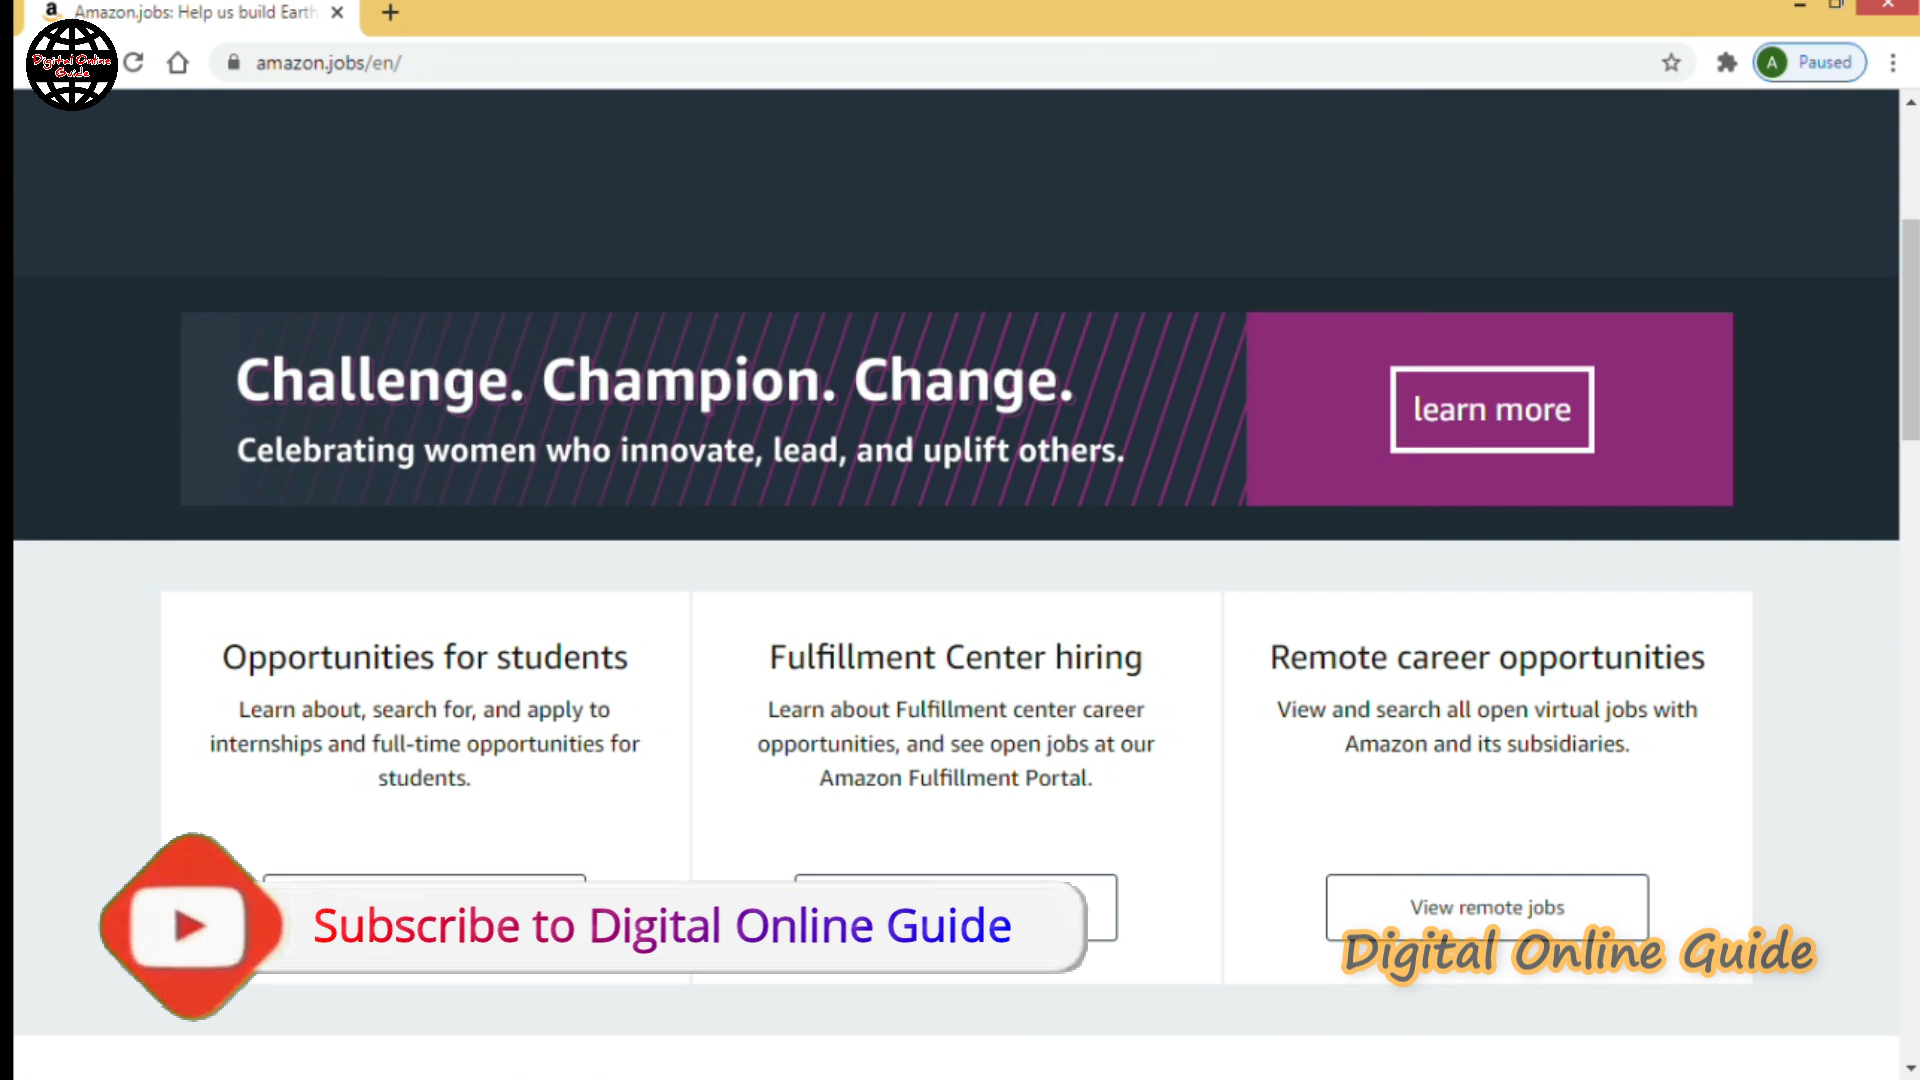 Amazon.jobs: Help us build Earth
Digital Online
Guide
amazon.jobs/en/
A Paused
Challenge. Champion. Change.
Celebrating women who innovate, lead, and uplift others.
learn more
Opportunities for students
Learn about, search for, and apply to
internships and full-time opportunities for
students.
Fulfillment Center hiring
Learn about Fulfillment center career
opportunities, and see open jobs at our
Amazon Fulfillment Portal.
Remote career opportunities
View and search all open virtual jobs with
Amazon and its subsidiaries.
View remote jobs
Subscribe to Digital Online Guide
Digital Online Guide